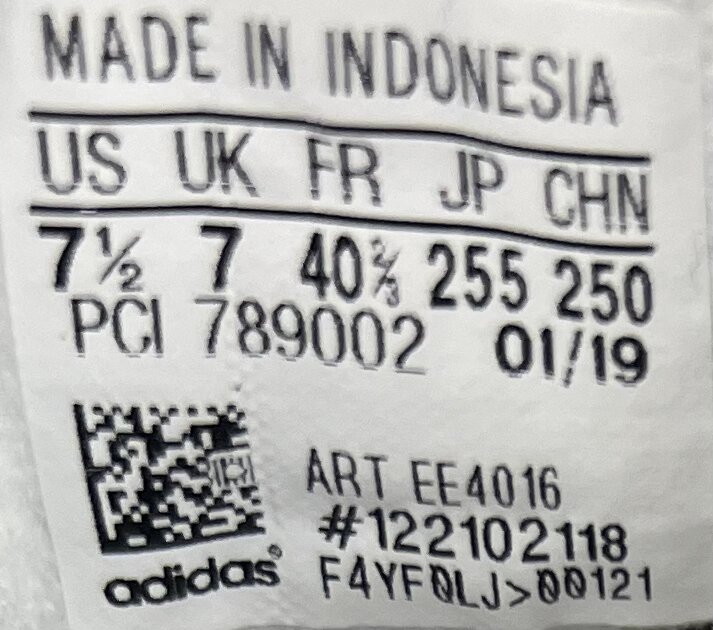 MADE IN INDONESIA
US UK FR JP CHN
7½ 7 40⅔ 255 250
PCI 789002 01/19
ART EE4016
#122102118
adidas® F4YFQLJ>00121